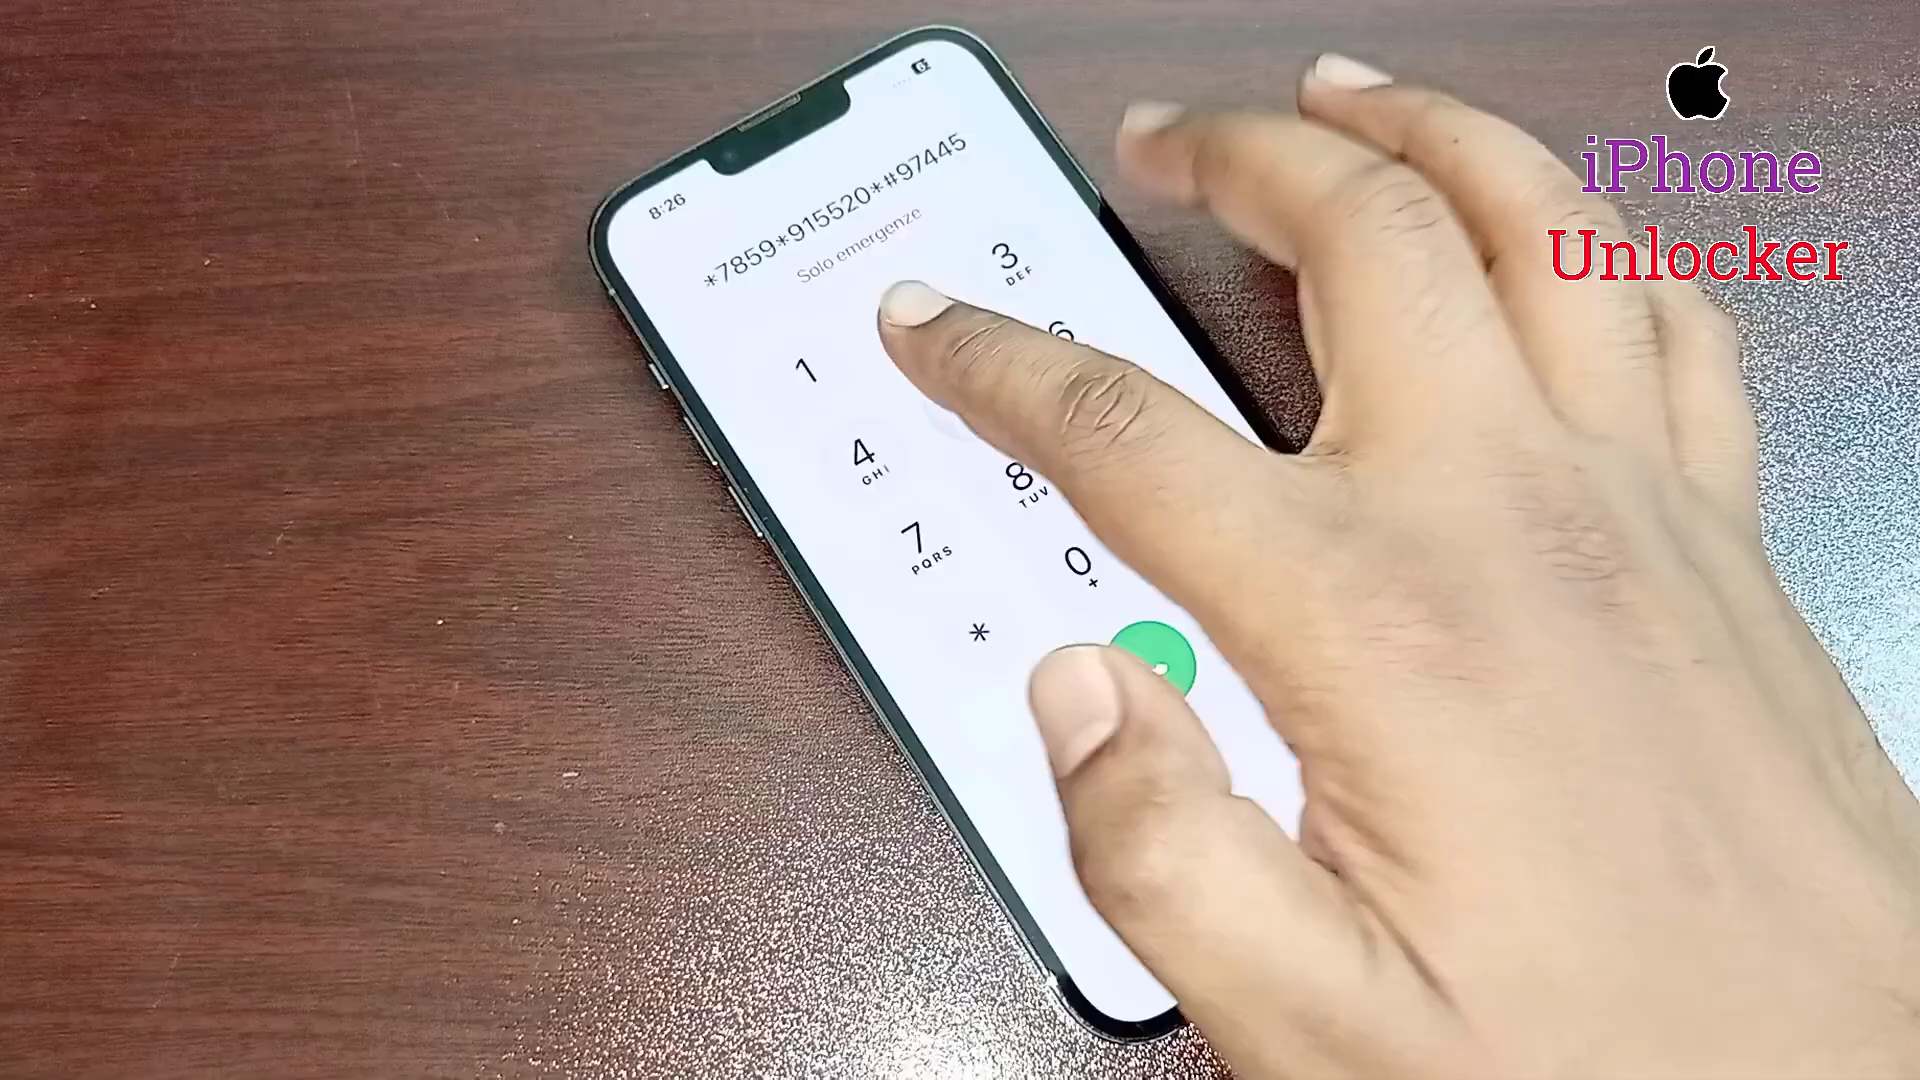 iPhone
Unlocker
8:26
*7859*915520*#97445
Solo emergenze
1
3
DEF
4
GHI
6
7
PQRS
8
TUV
*
0
+